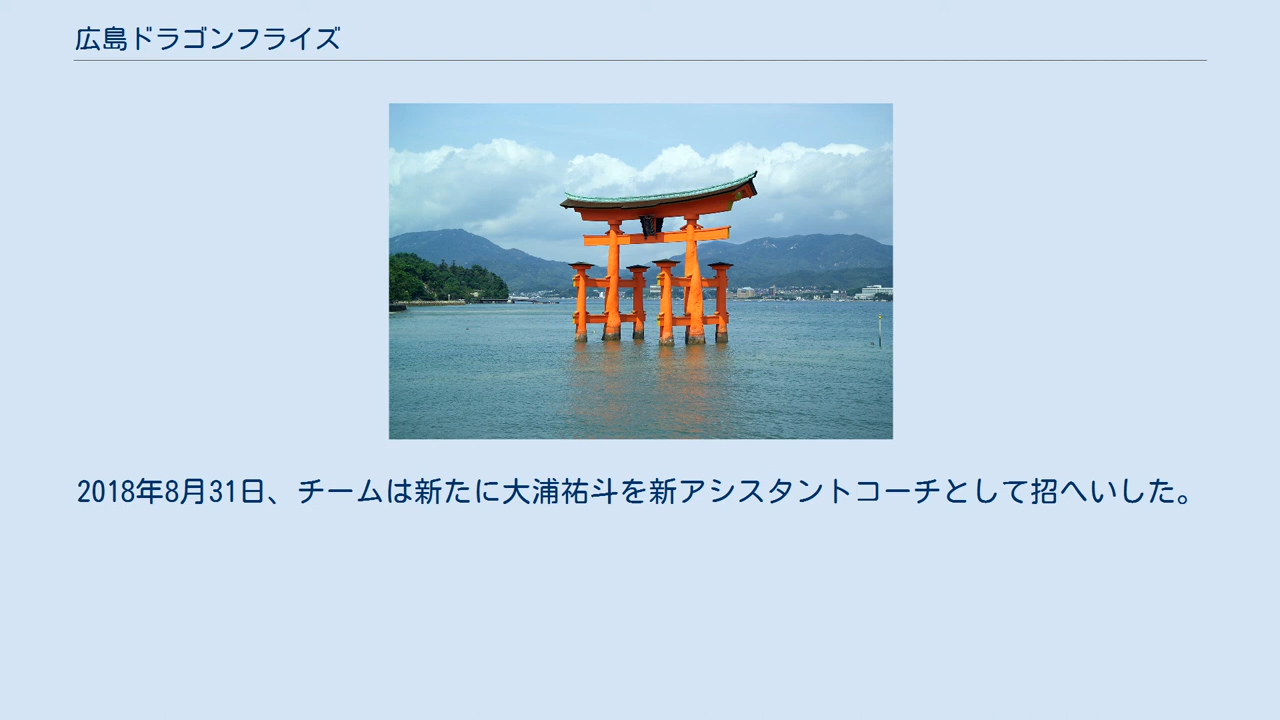 広島ドラゴンフライズ
2018年8月31日、チームは新たに大浦祐斗を新アシスタントコーチとして招へいした。